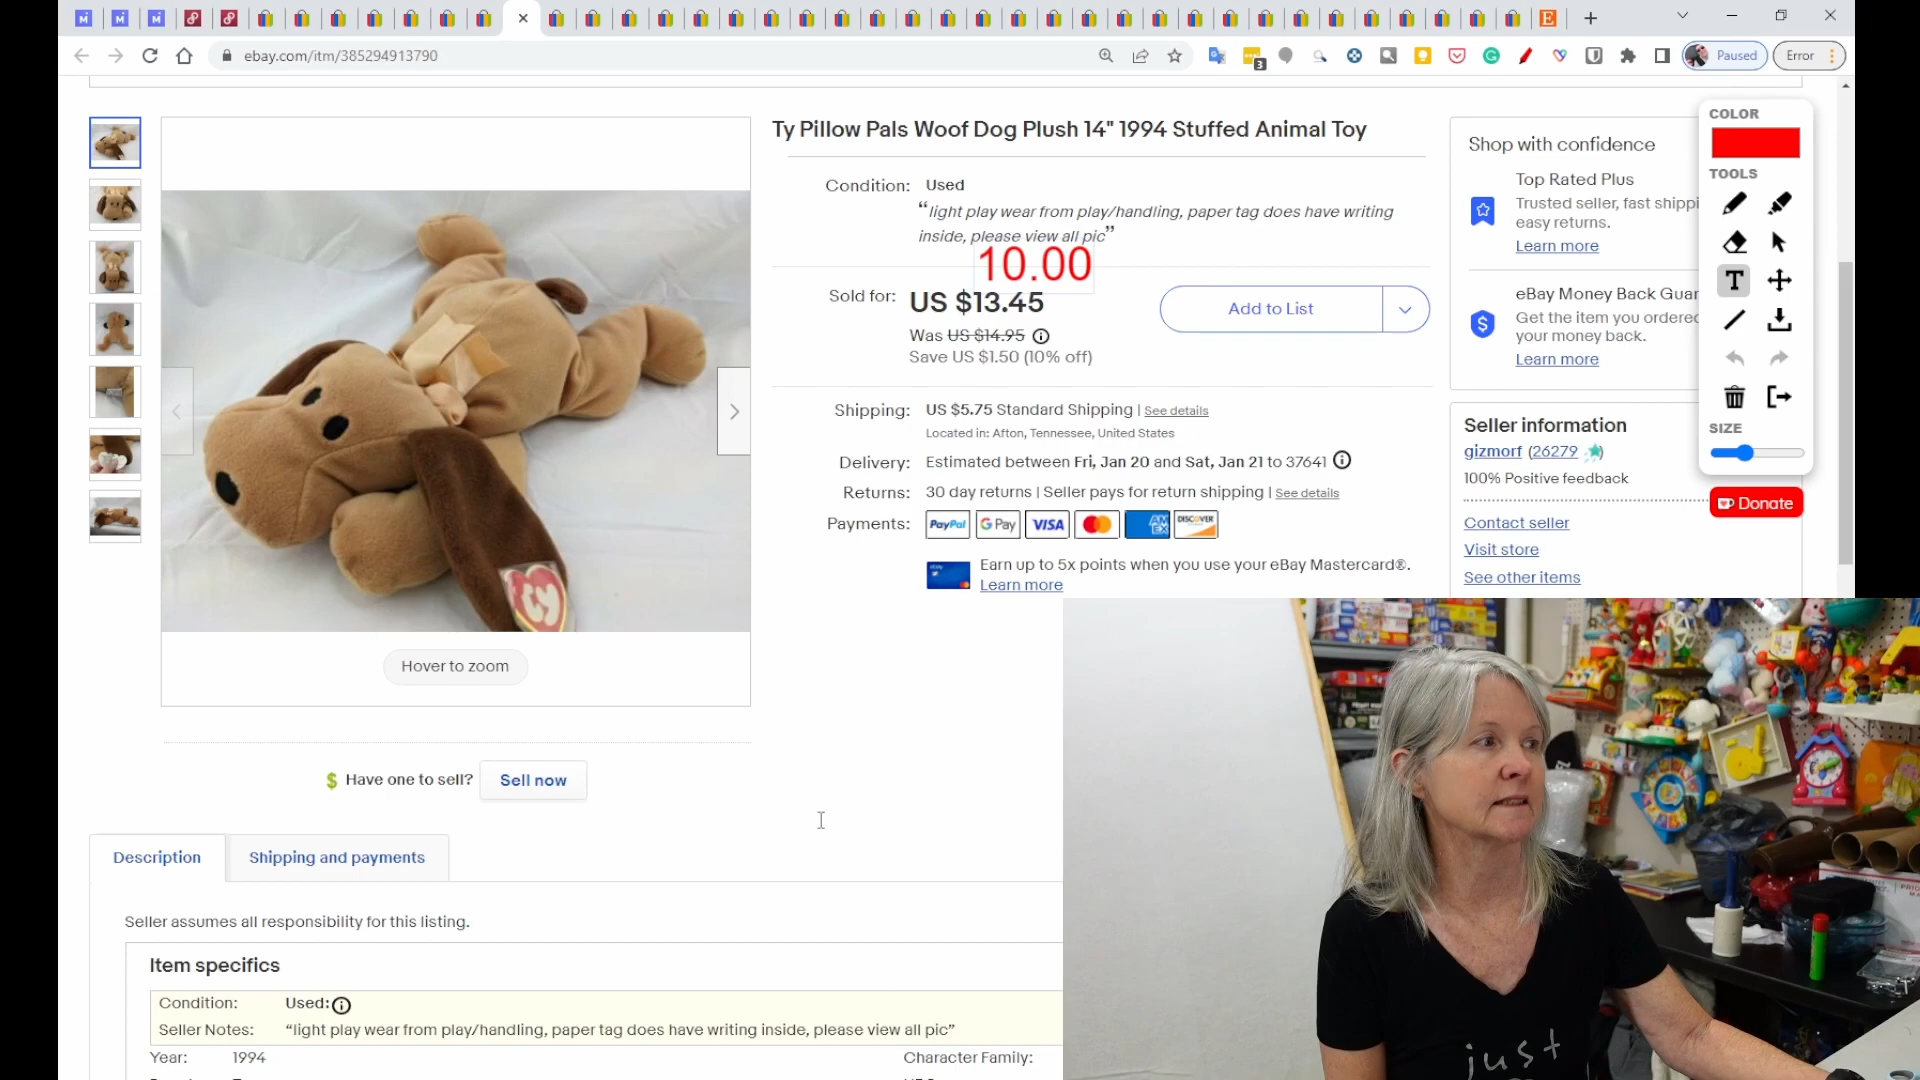 ebay.com/itm/385294913790
3
Paused
Error
Ty Pillow Pals Woof Dog Plush 14" 1994 Stuffed Animal Toy
Condition: Used
“light play wear from play/handling, paper tag does have writing
inside, please view all pic”
10.00
Sold for: US $13.45
Add to List
Was US $14.95
Save US $1.50 (10% off)
Shipping: US $5.75 Standard Shipping | See details
Located in: Afton, Tennessee, United States
Delivery: Estimated between Fri, Jan 20 and Sat, Jan 21 to 37641
Returns: 30 day returns | Seller pays for return shipping | See details
Payments: PayPal G Pay VISA AM EX DISCOVER
Earn up to 5x points when you use your eBay Mastercard®.
Learn more
Shop with confidence
Top Rated Plus
Trusted seller, fast shippi
easy returns.
Learn more
eBay Money Back Guar
Get the item you ordered
your money back.
Learn more
Seller information
gizmorf (26279)
100% Positive feedback
Contact seller
Visit store
See other items
COLOR
TOOLS
T
SIZE
Donate
ty
Hover to zoom
Have one to sell? Sell now
Description
Shipping and payments
Seller assumes all responsibility for this listing.
Item specifics
Condition: Used:
Seller Notes: “light play wear from play/handling, paper tag does have writing inside, please view all pic”
Year: 1994
Character Family:
just